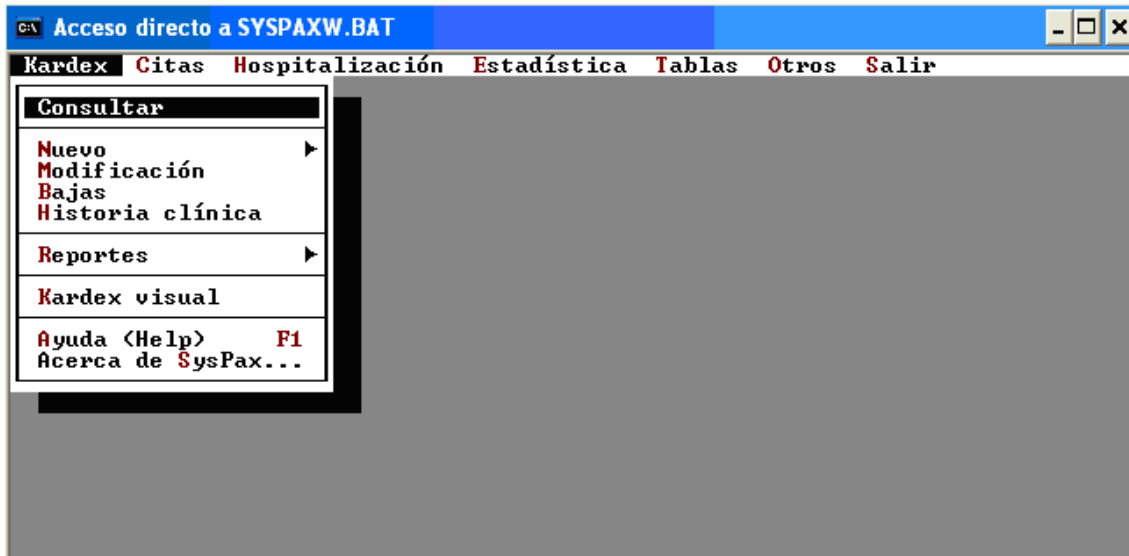 Acceso directo a SYSPAXW.BAT
Kardex Citas Hospitalización Estadística Tablas Otros Salir
Consultar
Nuevo
Modificación
Bajas
Historia clínica
Reportes
Kardex visual
Ayuda (Help) F1
Acerca de SysPax...